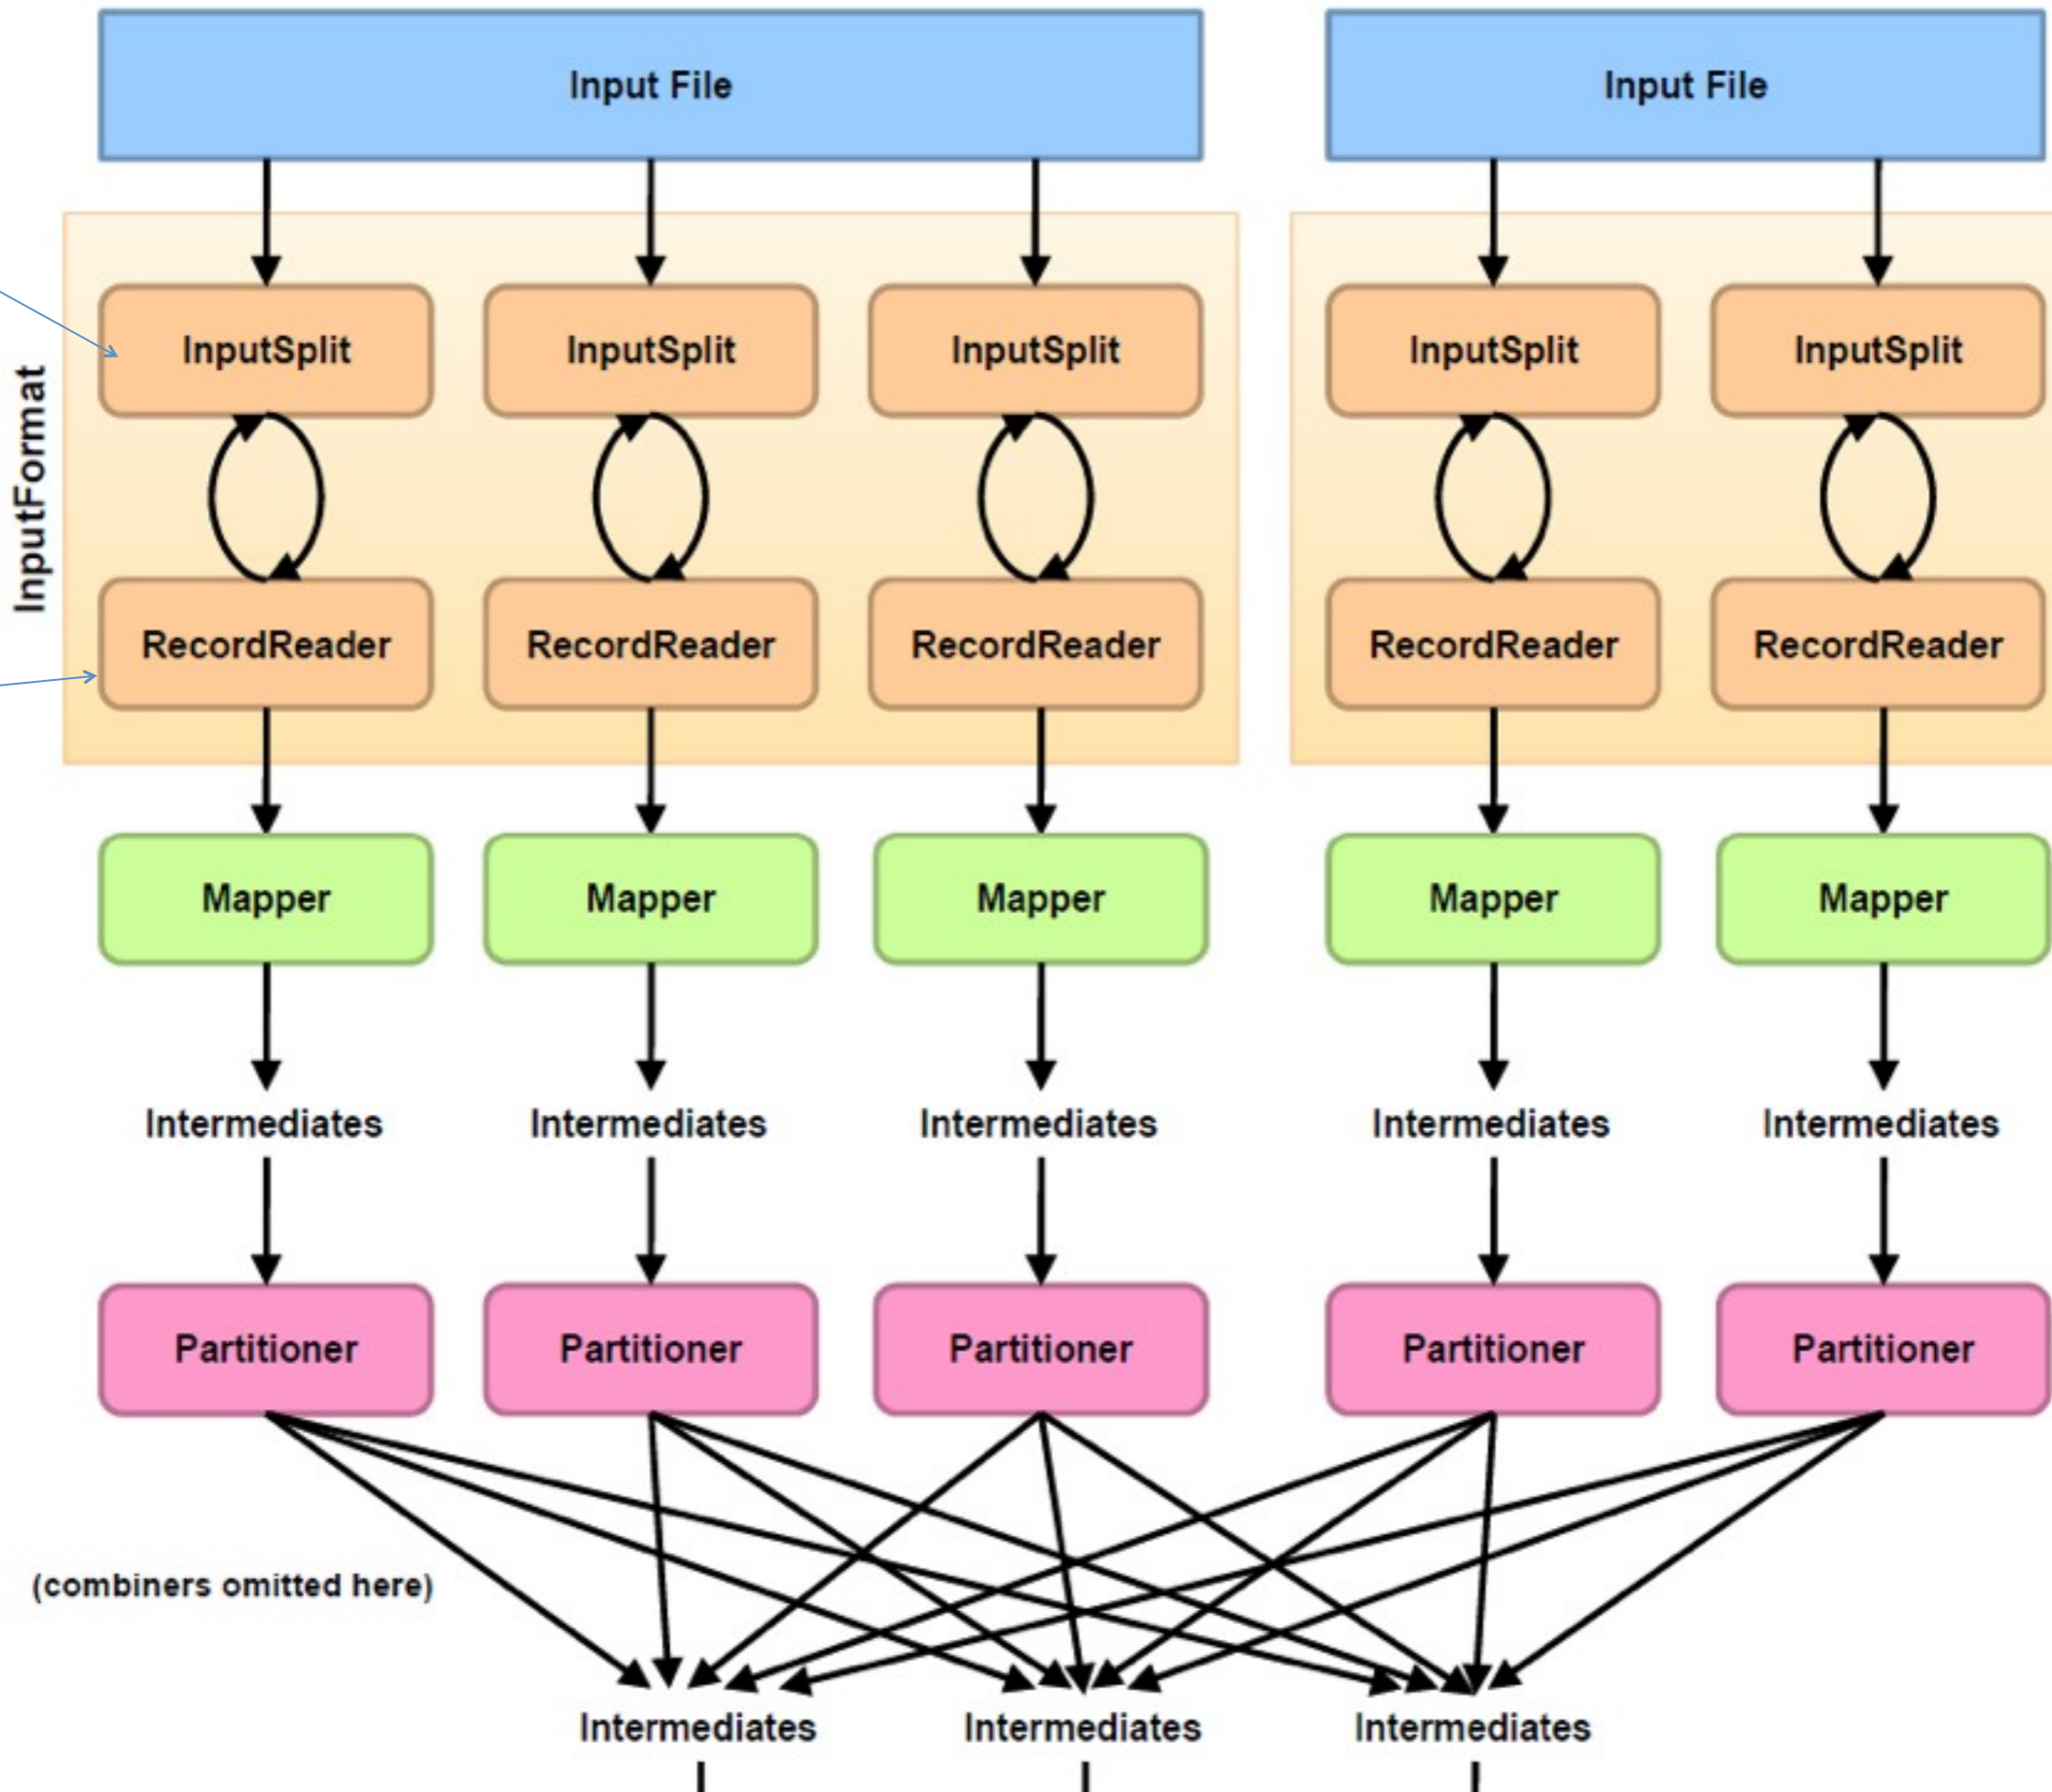 Input File
Input File
InputFormat
InputSplit
InputSplit
InputSplit
InputSplit
InputSplit
RecordReader
RecordReader
RecordReader
RecordReader
RecordReader
Mapper
Mapper
Mapper
Mapper
Mapper
Intermediates
Intermediates
Intermediates
Intermediates
Intermediates
Partitioner
Partitioner
Partitioner
Partitioner
Partitioner
(combiners omitted here)
Intermediates
Intermediates
Intermediates